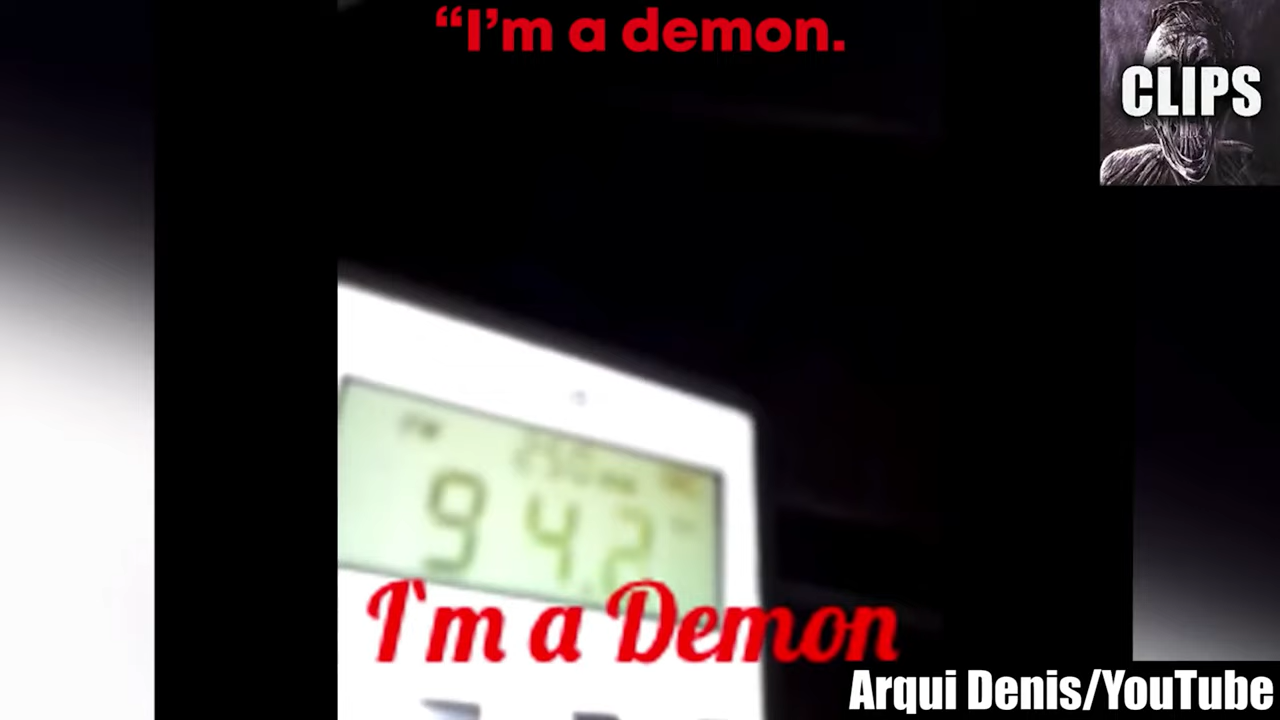 “I’m a demon.
CLIPS
94.2
I`m a Demon
Arqui Denis/YouTube